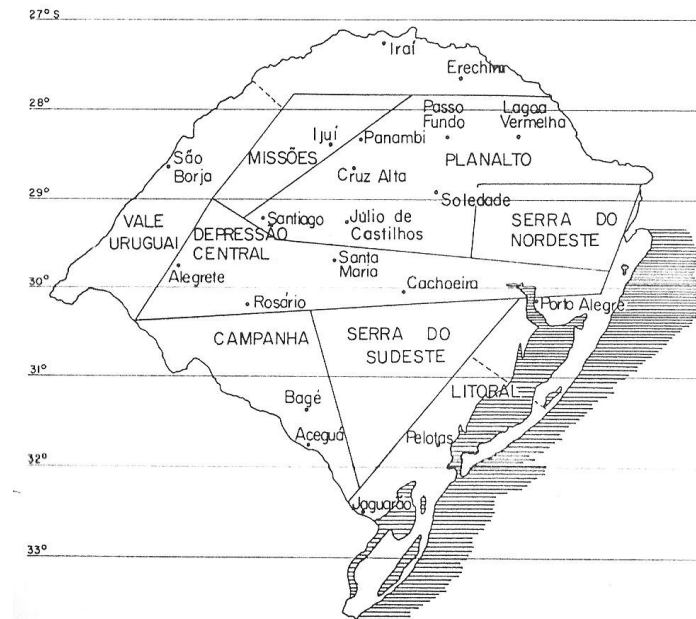 27°S
Iraí
Erechim
28°
Passo
Fundo
Lagoa
Vermelha
Ijuí
Panambi
MISSÕES
PLANALTO
São
Borja
Cruz Alta
29°
Soledade
VALE
URUGUAI
Santiago
Júlio de
Castilhos
SERRA DO
NORDESTE
DEPRESSÃO
CENTRAL
Santa
Maria
Alegrete
30°
Cachoeira
Rosário
Porto Alegre
CAMPANHA
SERRA DO
SUDESTE
31°
LITORAL
Bagé
Aceguá
Pelotas
32°
Jaguarão
33°